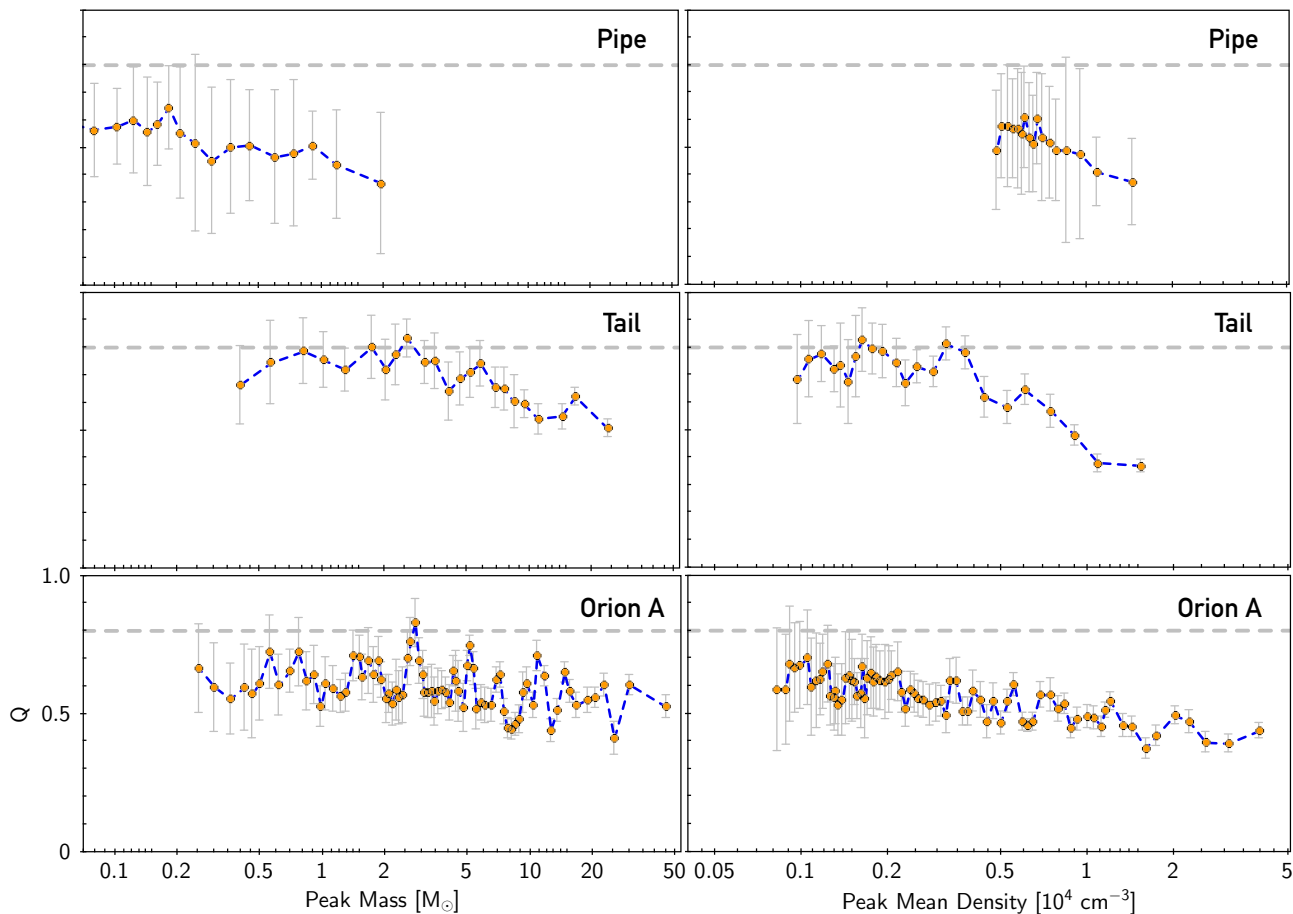 Pipe
Pipe
Tail
Tail
1.0
Orion A
Orion A
Q
0.5
0
0.1 0.2 0.5 1 2 5 10 20 50
0.05 0.1 0.2 0.5 1 2 5
Peak Mass [M☉]
Peak Mean Density [10⁴ cm⁻³]